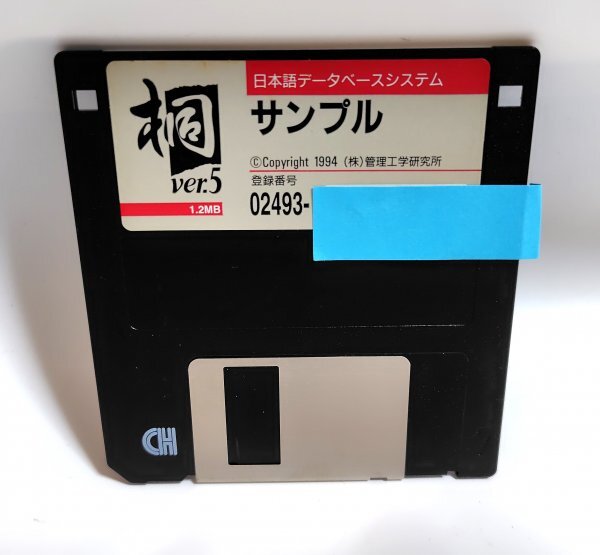 桐
ver.5
1.2MB
日本語データベースシステム
サンプル
©Copyright 1994 (株)管理工学研究所
登録番号
02493-
CH